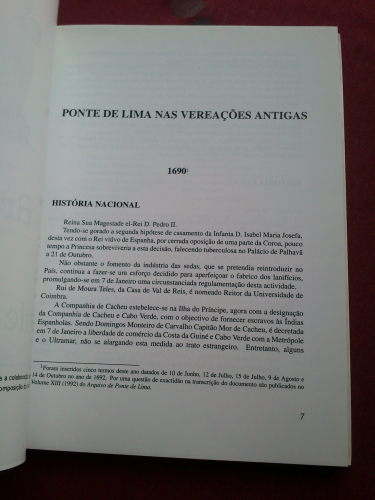 PONTE DE LIMA NAS VEREAÇÕES ANTIGAS
1690¹
HISTÓRIA NACIONAL
Reina Sua Magestade el-Rei D. Pedro II.
Tendo-se gorado a segunda hipótese de casamento da Infanta D. Isabel Maria Josefa,
desta vez com o Rei viúvo de Espanha, por cerrada oposição de uma parte da Coroa, pouco
tempo a Princesa sobreviveria a esta decisão, falecendo tuberculosa no Palácio de Palhavã
a 21 de Outubro.
Não obstante o fomento da indústria das sedas, que se pretendia reintroduzir no
País, continua a fazer-se um esforço decidido para aperfeiçoar o fabrico dos lanifícios,
promulgando-se em 7 de Janeiro uma circunstanciada regulamentação desta actividade.
Rui de Moura Teles, da Casa de Val de Reis, é nomeado Reitor da Universidade de
Coimbra.
A Companhia de Cacheu estabelece-se na Ilha do Príncipe, agora com a designação
da Companhia de Cacheu e Cabo Verde, com o objectivo de fornecer escravos às Índias
Espanholas. Sendo Domingos Monteiro de Carvalho Capitão Mor de Cacheu, é decretada
em 7 de Janeiro a liberdade de comércio da Costa da Guiné e Cabo Verde com a Metrópole
e o Ultramar, não se alargando esta medida ao trato estrangeiro. Entretanto, alguns
¹Foram inseridos cinco termos deste ano datados de 10 de Junho, 12 de Julho, 15 de Julho, 9 de Agosto e
14 de Outubro no ano de 1692. Por uma questão de exactidão na transcrição do documento são publicados no
Volume XIII (1992) do Arquivo de Ponte de Lima.
7
a colaboraç
omposição do